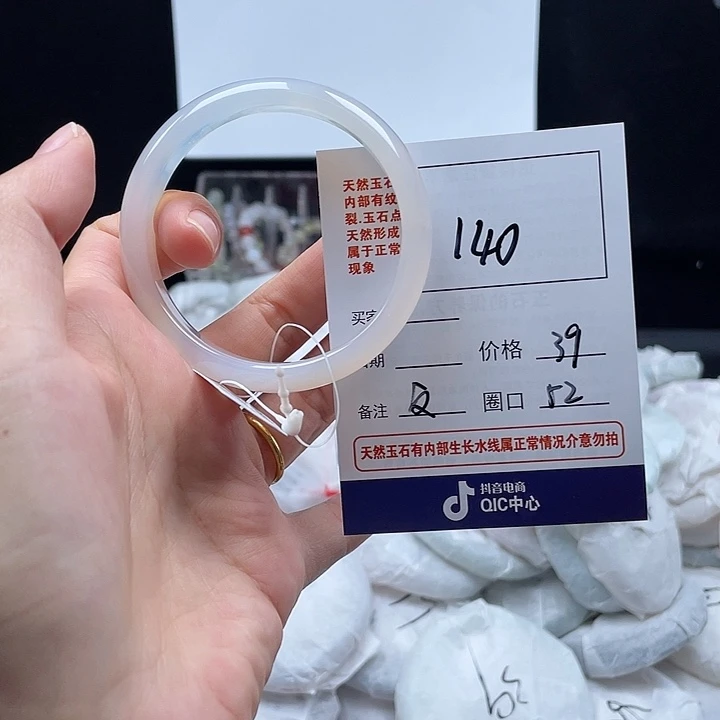 天然玉石
内部有纹
裂.玉石点
天然形成
属于正常
现象
140
买家
期 价格 39
备注 圈口 52
天然玉石有内部生长水线属正常情况介意勿拍
抖音电商
QIC中心